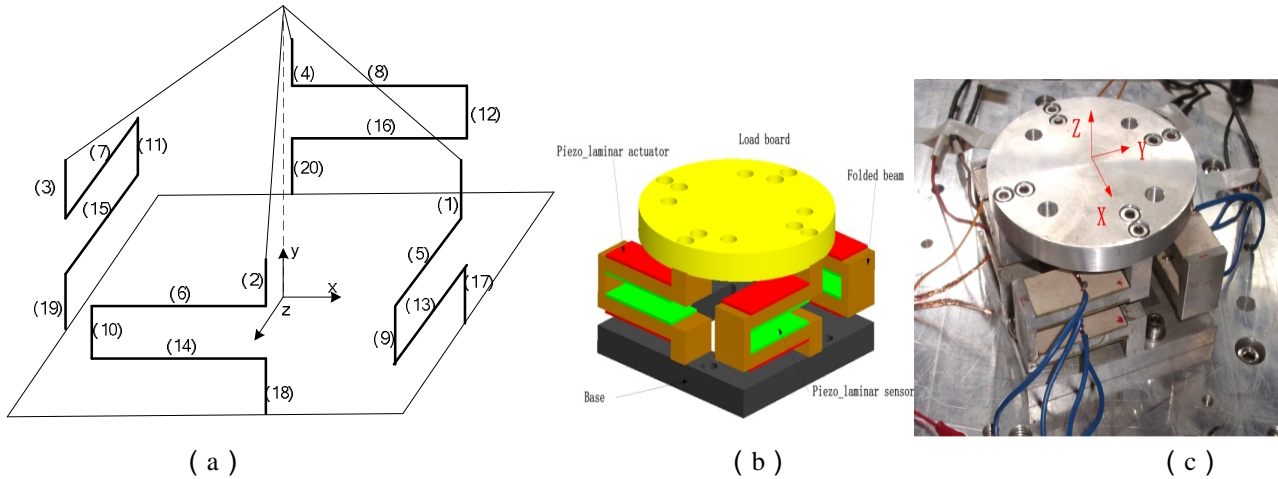 (4)
(8)
(12)
(16)
(20)
(7)
(11)
(3)
(15)
(19)
(1)
(5)
(17)
(13)
(9)
(2)
(6)
(10)
(14)
(18)
y
x
z
Piezo_laminar actuator
Load board
Folded beam
Base
Piezo_laminar sensor
Z
Y
X
( a )
( b )
( c )